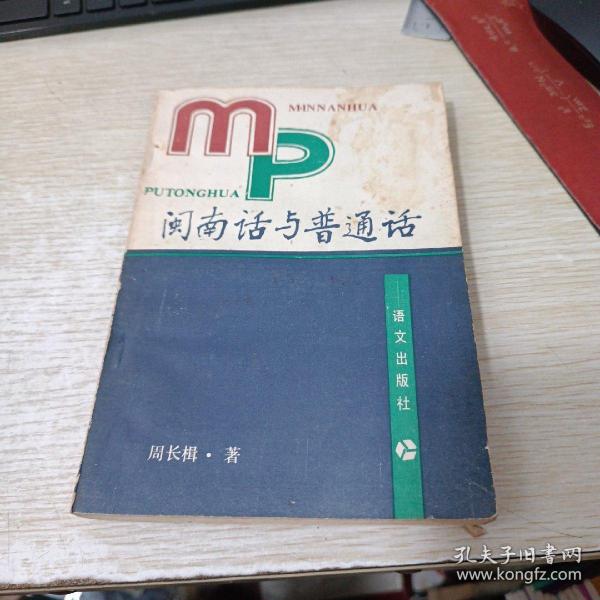 MINNANHUA
MP
PUTONGHUA
闽南话与普通话
语文出版社
周长楫·著
孔夫子旧书网
www.kongfz.com